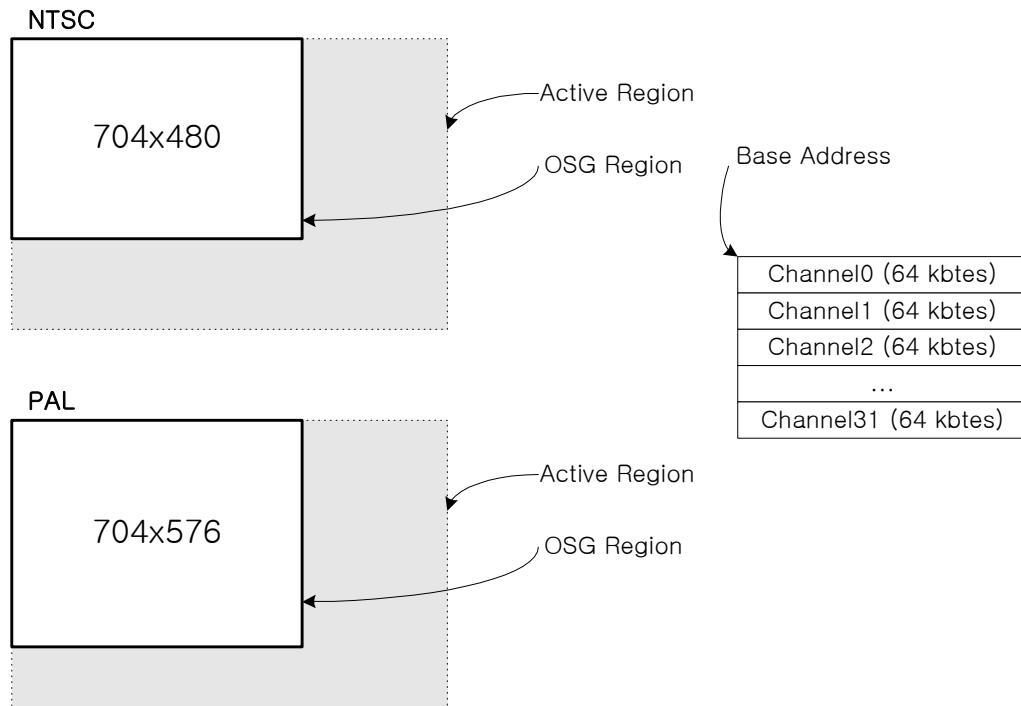 NTSC
704x480
Active Region
OSG Region
Base Address
Channel0 (64 kbtes)
Channel1 (64 kbtes)
Channel2 (64 kbtes)
...
Channel31 (64 kbtes)
PAL
704x576
Active Region
OSG Region